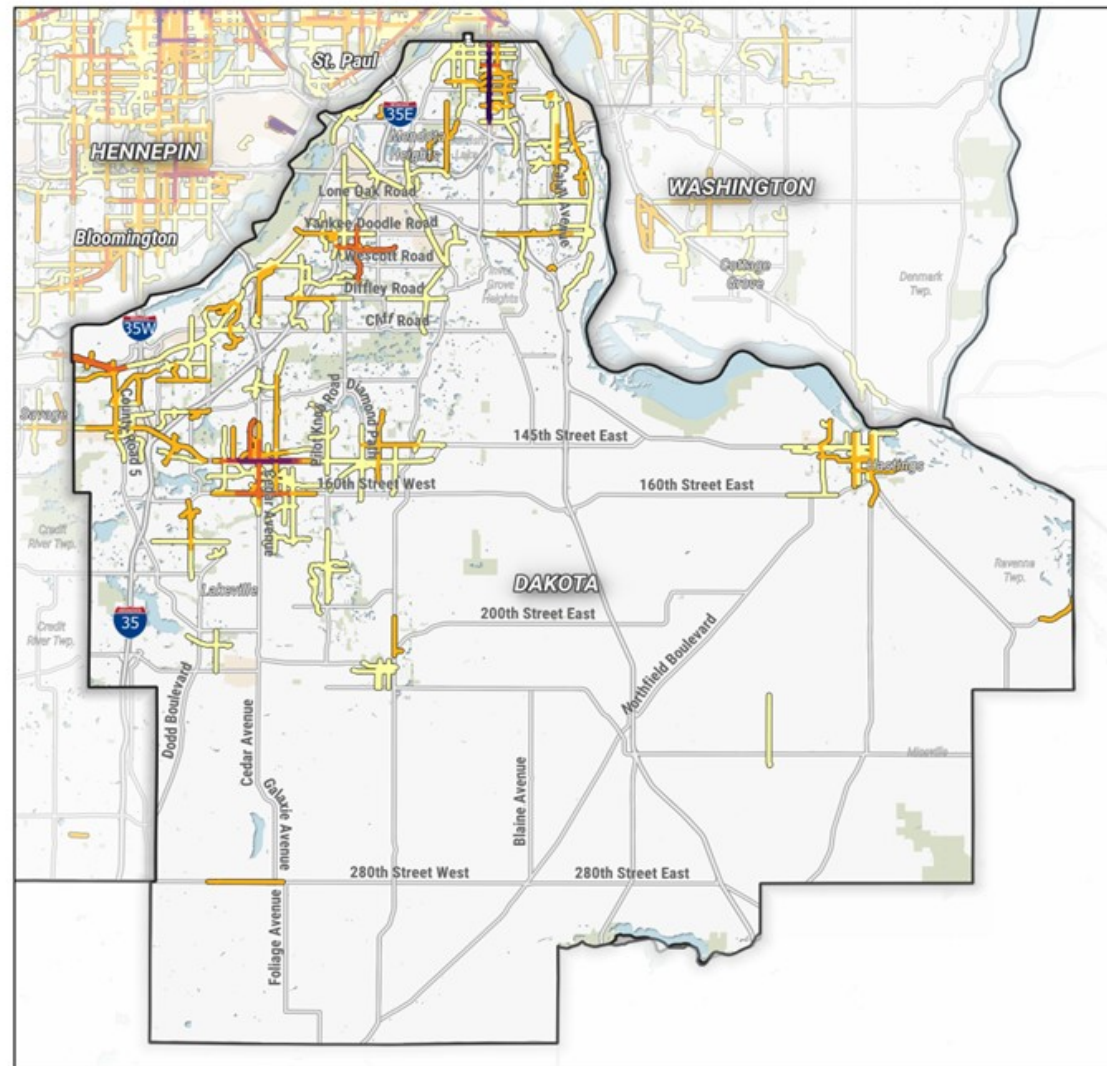 St. Paul
35E
Mendota
Heights
HENNEPIN
WASHINGTON
Lone Oak Road
Yankee Doodle Road
Bloomington
Wescott Road
Cottage
Grove
Denmark
Twp.
Grove
Heights
Diffley Road
Cliff Road
35W
Savage
County Road 5
Pilot Knob Road
Diamond Path
145th Street East
Hastings
160th Street West
160th Street East
Cedar Avenue
Credit
River Twp.
Ravenna
Twp.
DAKOTA
Lakeville
200th Street East
35
Credit
River Twp.
Northfield Boulevard
Dodd Boulevard
Cedar Avenue
Miesville
Galaxie Avenue
Blaine Avenue
280th Street West
280th Street East
Foliage Avenue